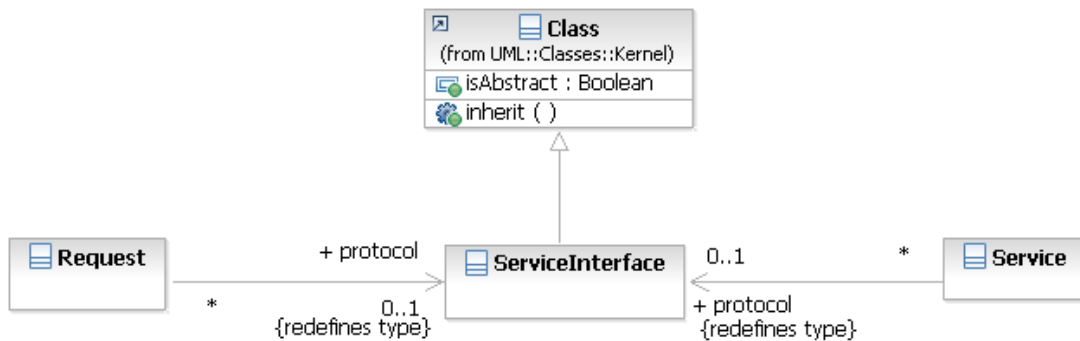 Class
(from UML::Classes::Kernel)
isAbstract : Boolean
inherit ( )
Request
+ protocol
*
0..1
{redefines type}
ServiceInterface
0..1
*
+ protocol
{redefines type}
Service